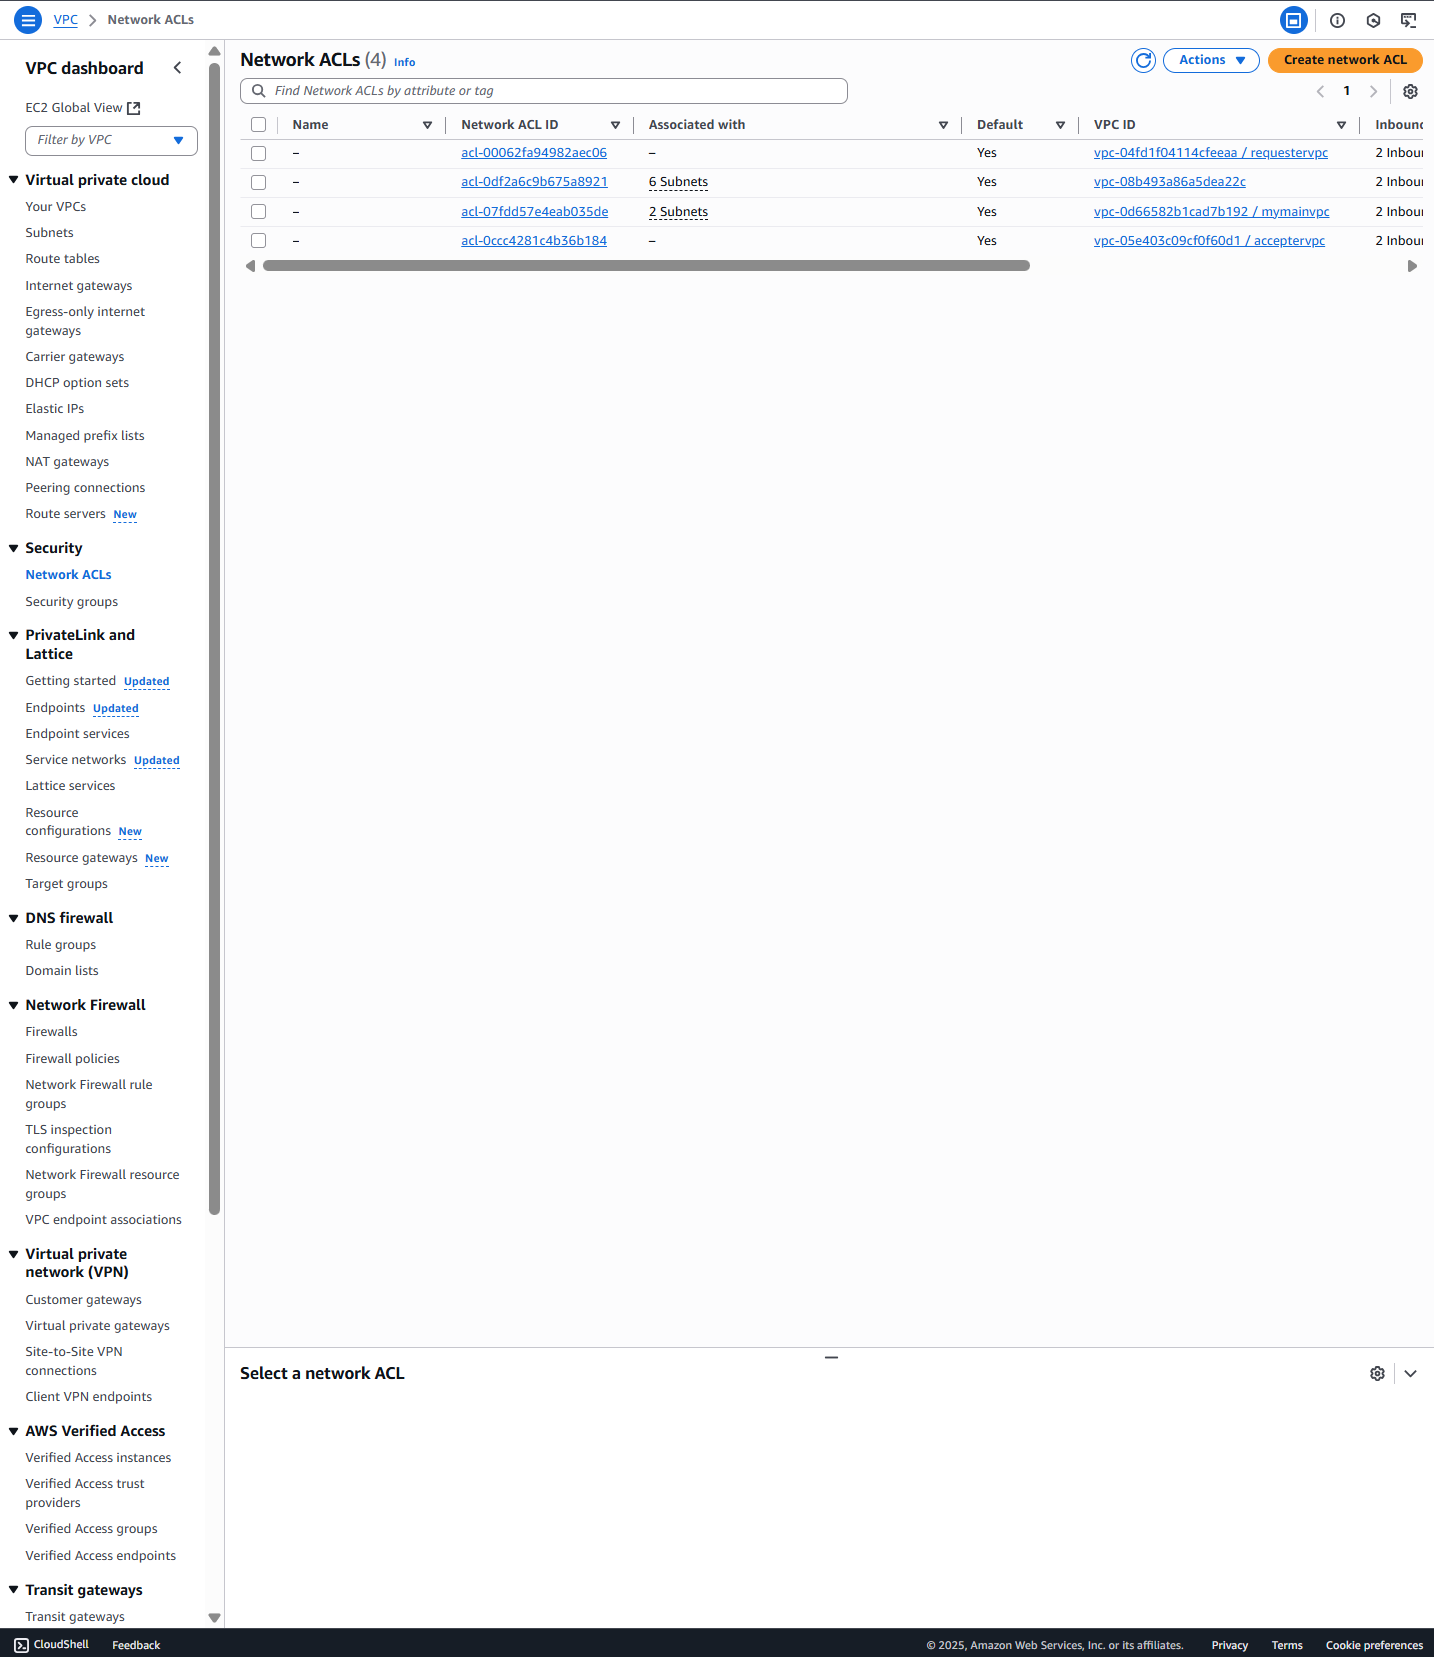 VPC > Network ACLs
VPC dashboard
EC2 Global View
Filter by VPC
Virtual private cloud
Your VPCs
Subnets
Route tables
Internet gateways
Egress-only internet
gateways
Carrier gateways
DHCP option sets
Elastic IPs
Managed prefix lists
NAT gateways
Peering connections
Route servers New
Security
Network ACLs
Security groups
PrivateLink and
Lattice
Getting started Updated
Endpoints Updated
Endpoint services
Service networks Updated
Lattice services
Resource
configurations New
Resource gateways New
Target groups
DNS firewall
Rule groups
Domain lists
Network Firewall
Firewalls
Firewall policies
Network Firewall rule
groups
TLS inspection
configurations
Network Firewall resource
groups
VPC endpoint associations
Virtual private
network (VPN)
Customer gateways
Virtual private gateways
Site-to-Site VPN
connections
Client VPN endpoints
AWS Verified Access
Verified Access instances
Verified Access trust
providers
Verified Access groups
Verified Access endpoints
Transit gateways
Transit gateways
Network ACLs (4) Info
Actions
Create network ACL
Find Network ACLs by attribute or tag
1
Name Network ACL ID Associated with Default VPC ID Inbound
– acl-00062fa94982aec06 – Yes vpc-04fd1f04114cfeeaa / requestervpc 2 Inbour
– acl-0df2a6c9b675a8921 6 Subnets Yes vpc-08b493a86a5dea22c 2 Inbour
– acl-07fdd57e4eab035de 2 Subnets Yes vpc-0d66582b1cad7b192 / mymainvpc 2 Inbour
– acl-0ccc4281c4b36b184 – Yes vpc-05e403c09cf0f60d1 / acceptervpc 2 Inbour
Select a network ACL
CloudShell Feedback © 2025, Amazon Web Services, Inc. or its affiliates. Privacy Terms Cookie preferences